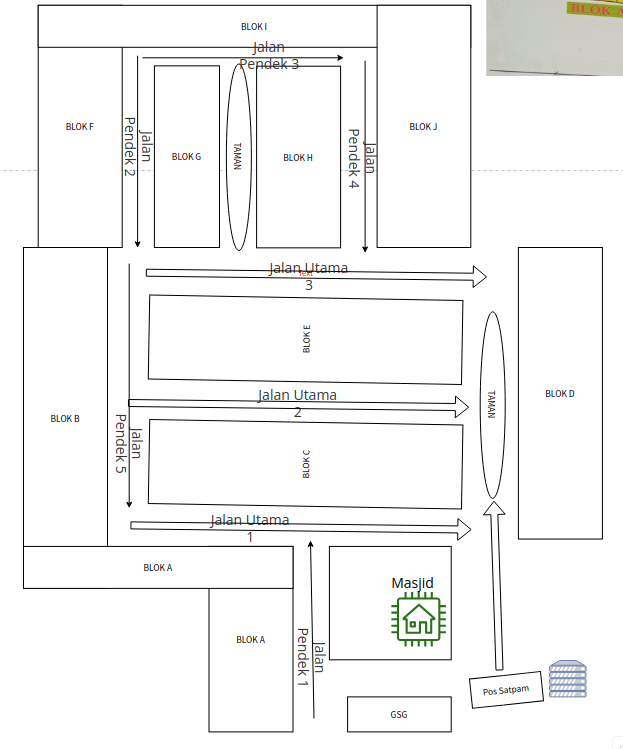 BLOK I
BLOK A
Jalan
Pendek 3
BLOK F
Jalan
Pendek 2
BLOK G
TAMAN
BLOK H
Jalan
Pendek 4
BLOK J
Jalan Utama
Text
3
BLOK E
BLOK B
Jalan Utama
2
TAMAN
BLOK D
Jalan
Pendek 5
BLOK C
Jalan Utama
1
BLOK A
Masjid
BLOK A
Jalan
Pendek 1
Pos Satpam
GSG